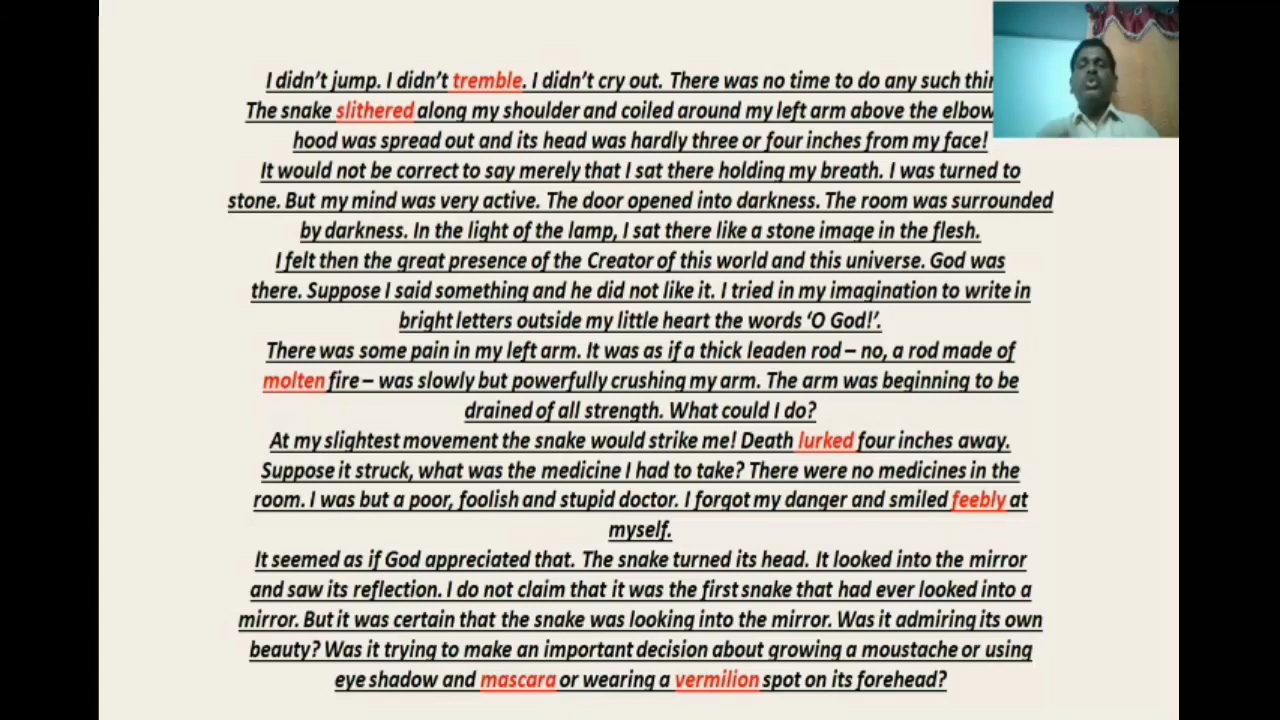 I didn’t jump. I didn’t tremble. I didn’t cry out. There was no time to do any such
The snake slithered along my shoulder and coiled around my left arm above the elbow
hood was spread out and its head was hardly three or four inches from my face!
It would not be correct to say merely that I sat there holding my breath. I was turned to
stone. But my mind was very active. The door opened into darkness. The room was surrounded
by darkness. In the light of the lamp, I sat there like a stone image in the flesh.
I felt then the great presence of the Creator of this world and this universe. God was
there. Suppose I said something and he did not like it. I tried in my imagination to write in
bright letters outside my little heart the words ‘O God!’.
There was some pain in my left arm. It was as if a thick leaden rod – no, a rod made of
molten fire – was slowly but powerfully crushing my arm. The arm was beginning to be
drained of all strength. What could I do?
At my slightest movement the snake would strike me! Death lurked four inches away.
Suppose it struck, what was the medicine I had to take? There were no medicines in the
room. I was but a poor, foolish and stupid doctor. I forgot my danger and smiled feebly at
myself.
It seemed as if God appreciated that. The snake turned its head. It looked into the mirror
and saw its reflection. I do not claim that it was the first snake that had ever looked into a
mirror. But it was certain that the snake was looking into the mirror. Was it admiring its own
beauty? Was it trying to make an important decision about growing a moustache or using
eye shadow and mascara or wearing a vermilion spot on its forehead?